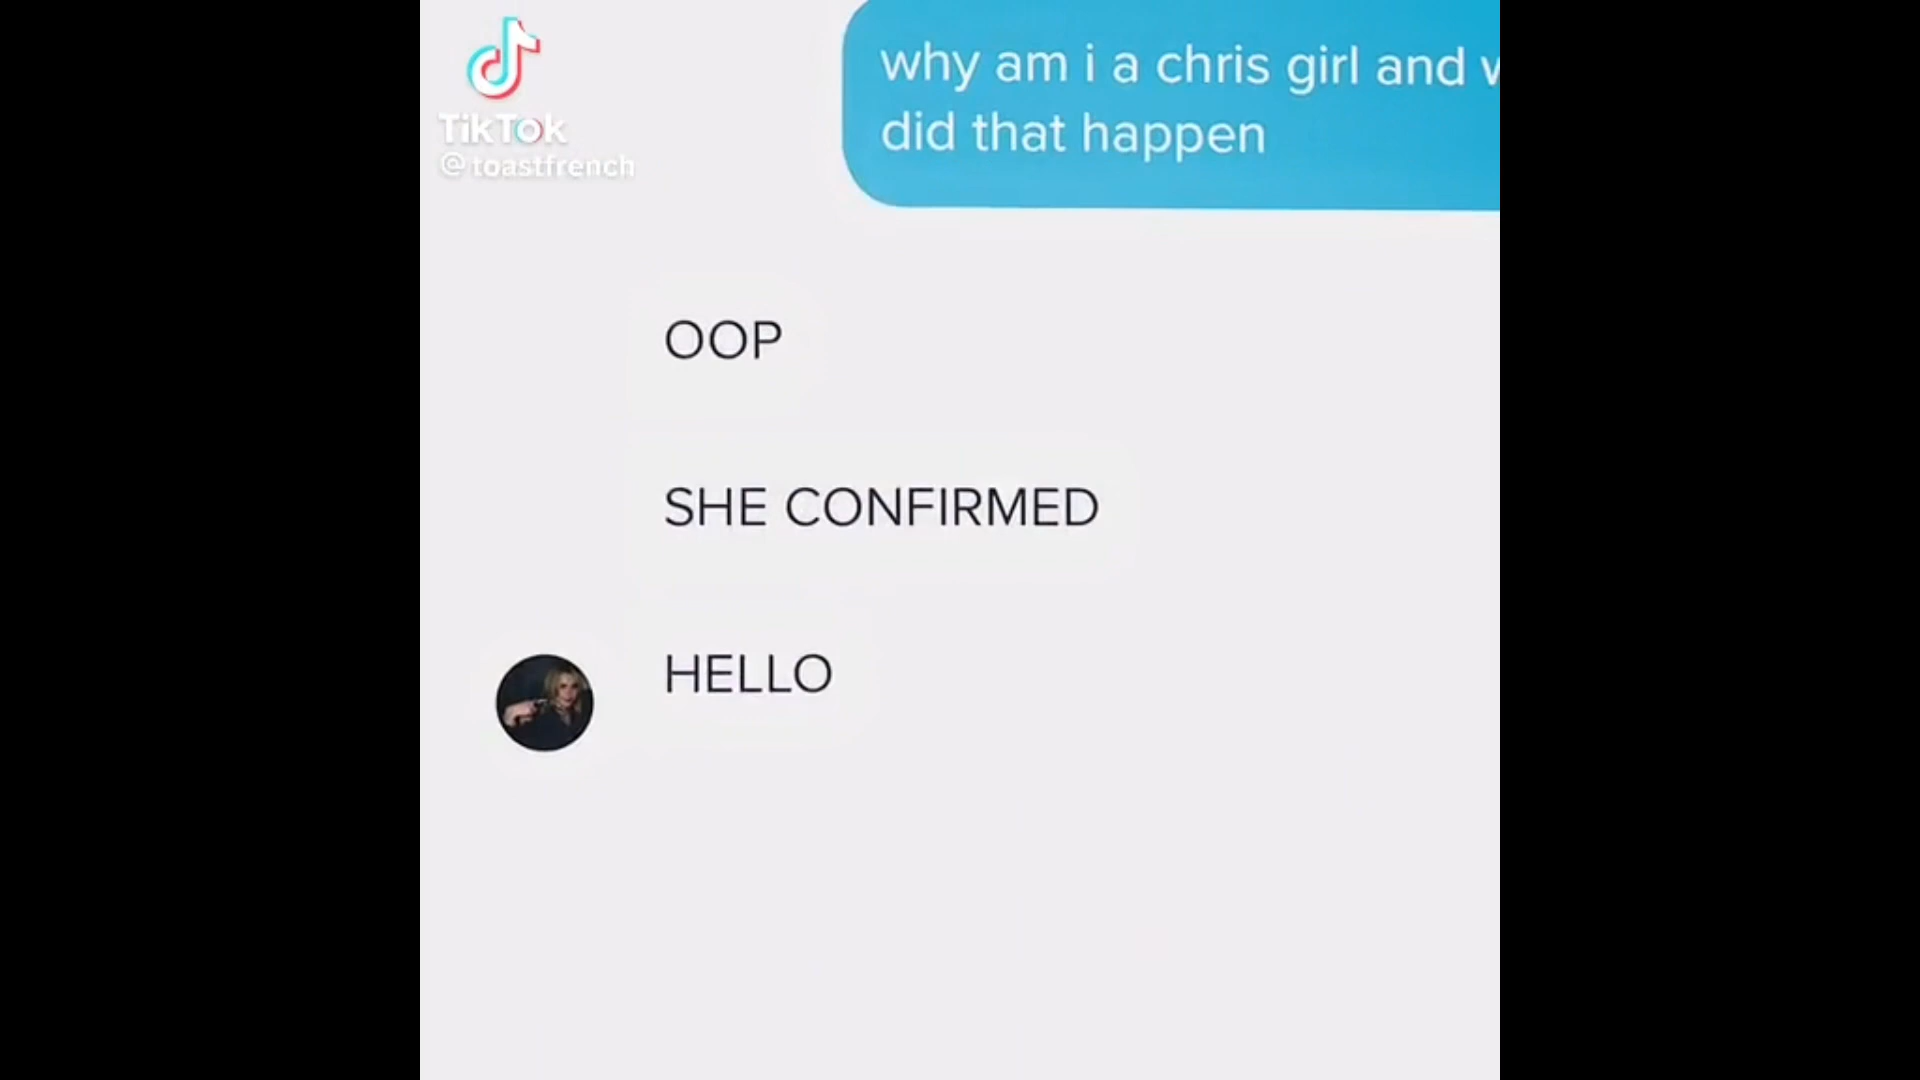 TikTok
@toastfrench
why am i a chris girl and
did that happen
OOP
SHE CONFIRMED
HELLO